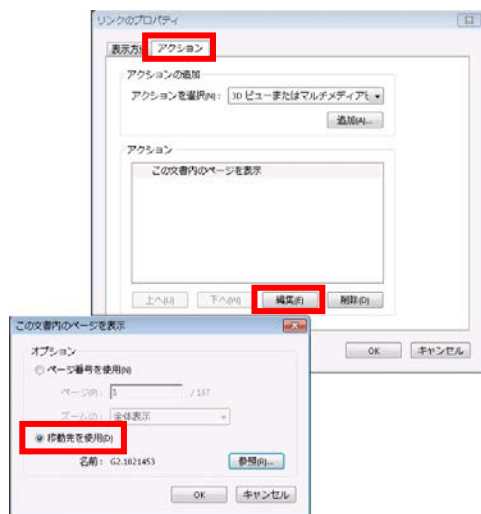 リンクのプロパティ
表示方 アクション
アクションの追加
アクションを選択(N): 3D ビューまたはマルチメディアビ
追加(A)...
アクション
この文書内のページを表示
上へ(U) 下へ(W) 編集(E) 削除(D)
OK キャンセル
この文書内のページを表示
オプション
ページ番号を使用(N)
ページ(P): 1 / 187
ズーム(Z): 全体表示
移動先を使用(D)
名前: G2.1021453 参照(R)...
OK キャンセル